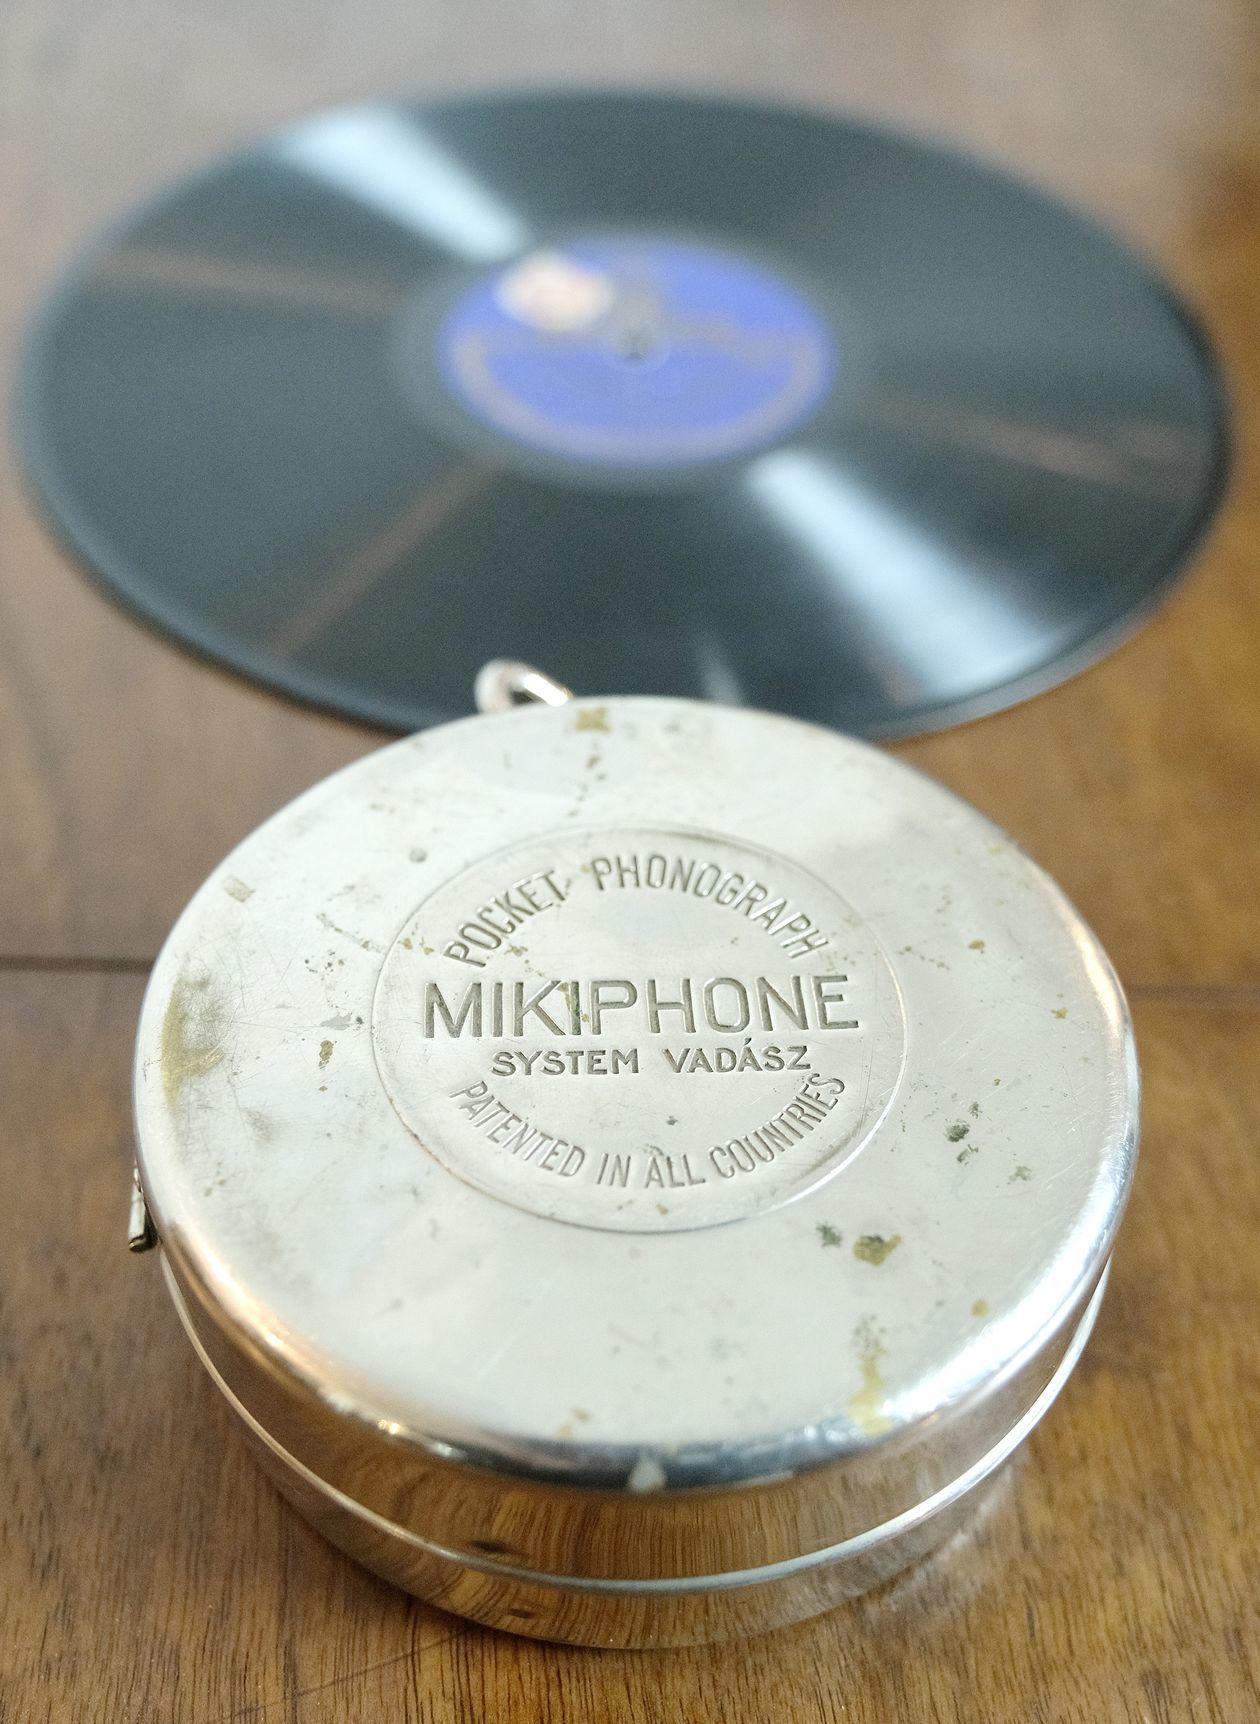 POCKET PHONOGRAPH
MIKIPHONE
SYSTEM VADÁSZ
PATENTED IN ALL COUNTRIES